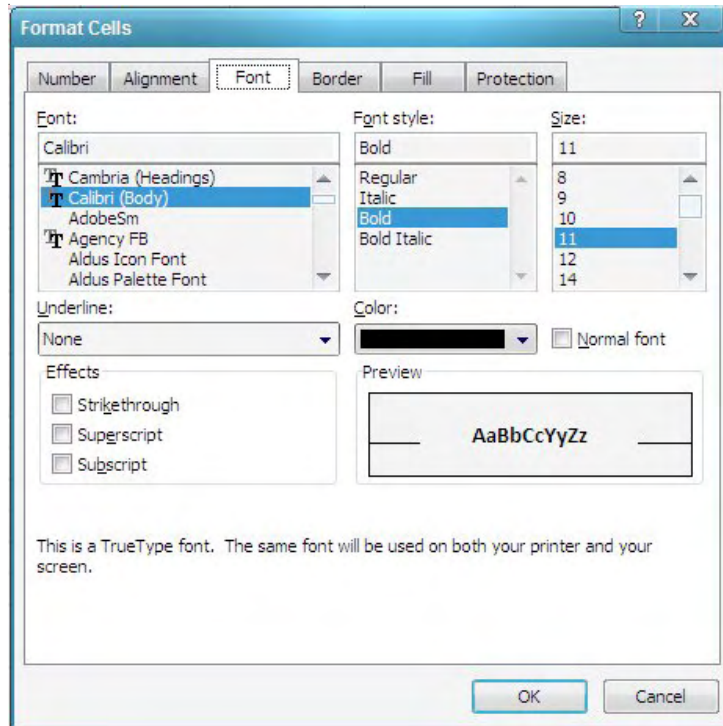 Format Cells
Number Alignment Font Border Fill Protection
Font: Font style: Size:
Calibri Bold 11
Cambria (Headings) Regular 8
Calibri (Body) Italic 9
AdobeSm Bold 10
Agency FB Bold Italic 11
Aldus Icon Font 12
Aldus Palette Font 14
Underline: Color:
None Normal font
Effects Preview
Strikethrough
Superscript AaBbCcYyZz
Subscript
This is a TrueType font. The same font will be used on both your printer and your
screen.
OK Cancel